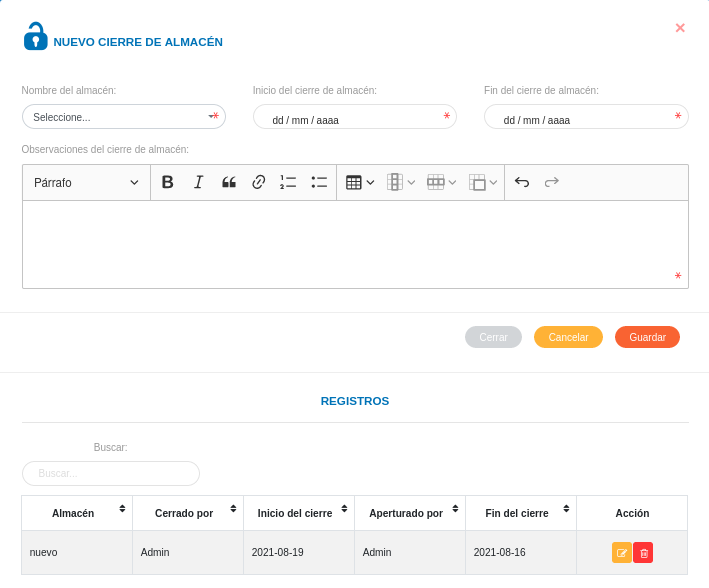 NUEVO CIERRE DE ALMACÉN
Nombre del almacén: Inicio del cierre de almacén: Fin del cierre de almacén:
Seleccione... dd / mm / aaaa dd / mm / aaaa
Observaciones del cierre de almacén:
Párrafo
Cerrar Cancelar Guardar
REGISTROS
Buscar:
Buscar...
Almacén Cerrado por Inicio del cierre Aperturado por Fin del cierre Acción
nuevo Admin 2021-08-19 Admin 2021-08-16